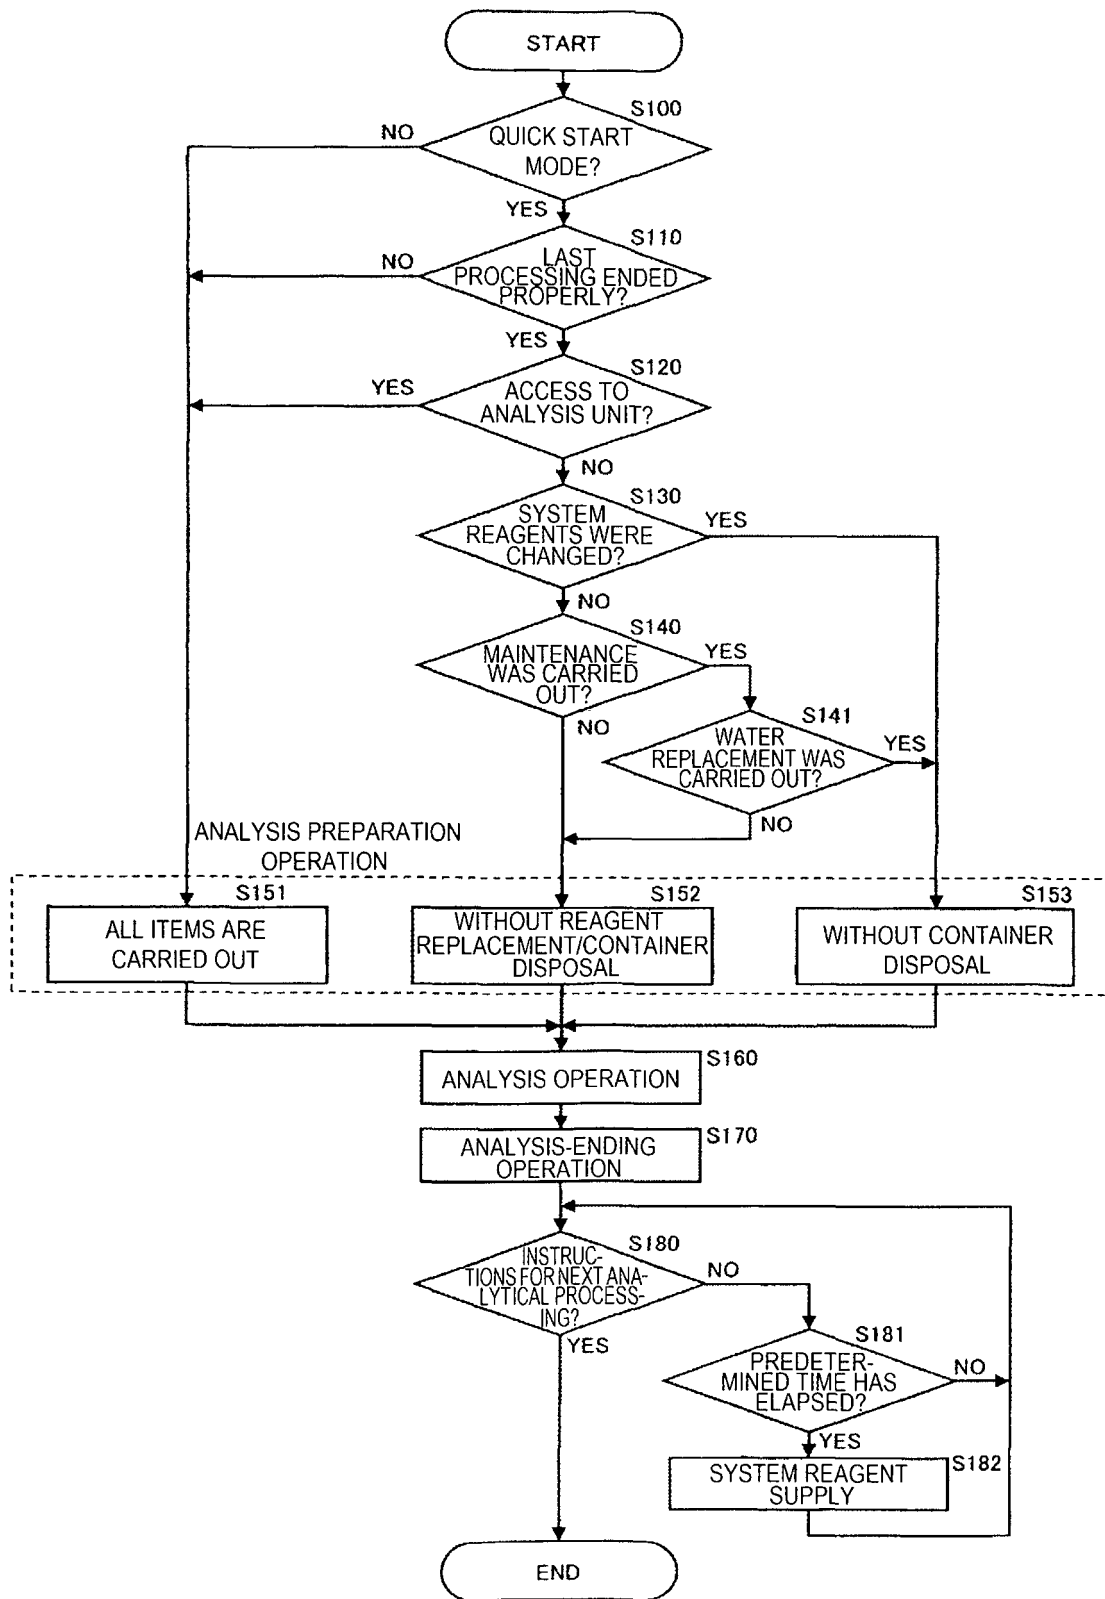 START
S100
NO
QUICK START
MODE?
YES
S110
NO
LAST
PROCESSING ENDED
PROPERLY?
YES
S120
YES
ACCESS TO
ANALYSIS UNIT?
NO
S130
SYSTEM
REAGENTS WERE
CHANGED?
YES
NO
S140
MAINTENANCE
WAS CARRIED
OUT?
YES
NO
S141
WATER
REPLACEMENT WAS
CARRIED OUT?
YES
NO
ANALYSIS PREPARATION
OPERATION
S151
ALL ITEMS ARE
CARRIED OUT
S152
WITHOUT REAGENT
REPLACEMENT/CONTAINER
DISPOSAL
S153
WITHOUT CONTAINER
DISPOSAL
S160
ANALYSIS OPERATION
S170
ANALYSIS-ENDING
OPERATION
S180
INSTRUC-
TIONS FOR NEXT ANA-
LYTICAL PROCESS-
ING?
NO
YES
S181
PREDETER-
MINED TIME HAS
ELAPSED?
NO
YES
S182
SYSTEM REAGENT
SUPPLY
END